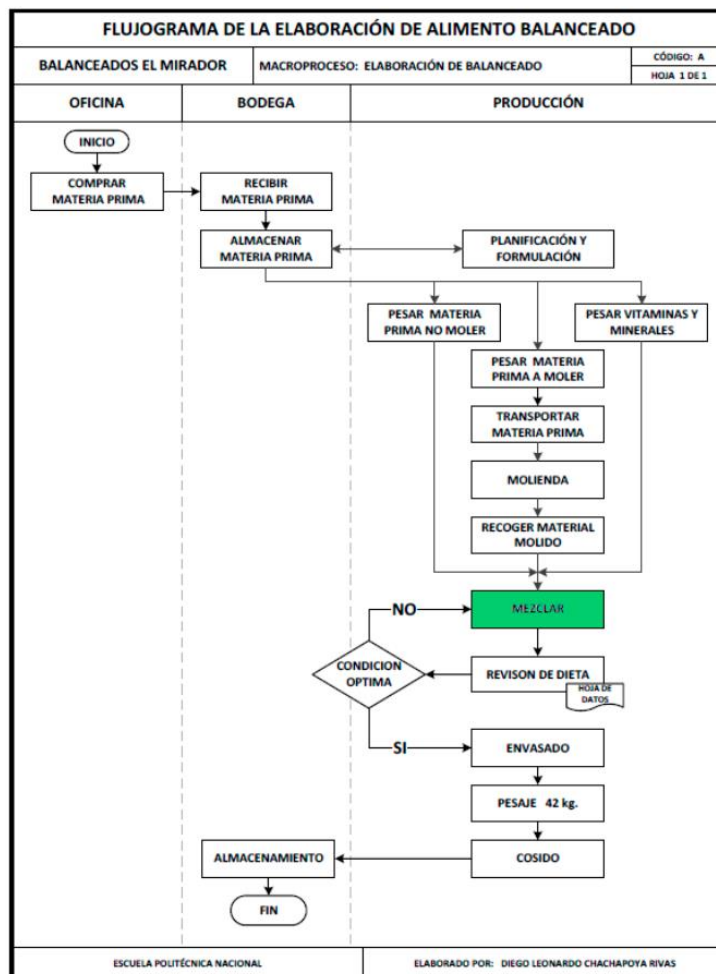 FLUJOGRAMA DE LA ELABORACIÓN DE ALIMENTO BALANCEADO
BALANCEADOS EL MIRADOR
MACROPROCESO: ELABORACIÓN DE BALANCEADO
CÓDIGO: A
HOJA 1 DE 1
OFICINA
BODEGA
PRODUCCIÓN
INICIO
COMPRAR
MATERIA PRIMA
RECIBIR
MATERIA PRIMA
ALMACENAR
MATERIA PRIMA
PLANIFICACIÓN Y
FORMULACIÓN
PESAR MATERIA
PRIMA NO MOLER
PESAR VITAMINAS Y
MINERALES
PESAR MATERIA
PRIMA A MOLER
TRANSPORTAR
MATERIA PRIMA
MOLIENDA
RECOGER MATERIAL
MOLIDO
NO
MEZCLAR
CONDICION
OPTIMA
REVISON DE DIETA
HOJA DE
DATOS
SI
ENVASADO
PESAJE 42 kg.
ALMACENAMIENTO
COSIDO
FIN
ESCUELA POLITÉCNICA NACIONAL
ELABORADO POR: DIEGO LEONARDO CHACHAPOYA RIVAS